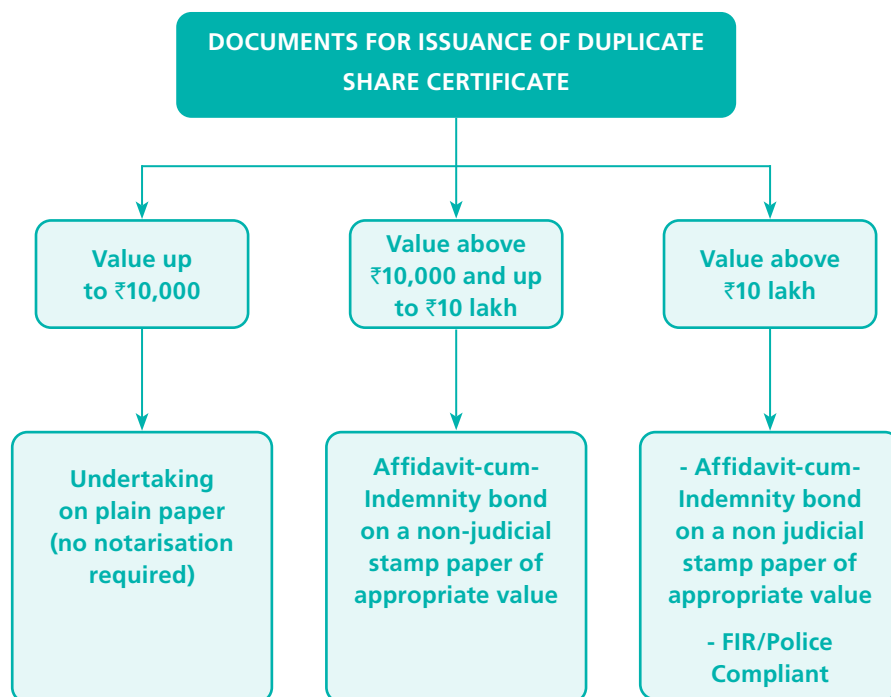 DOCUMENTS FOR ISSUANCE OF DUPLICATE
SHARE CERTIFICATE
Value up
to ₹10,000
Value above
₹10,000 and up
to ₹10 lakh
Value above
₹10 lakh
Undertaking
on plain paper
(no notarisation
required)
Affidavit-cum-
Indemnity bond
on a non-judicial
stamp paper of
appropriate value
- Affidavit-cum-
Indemnity bond
on a non judicial
stamp paper of
appropriate value
- FIR/Police
Compliant